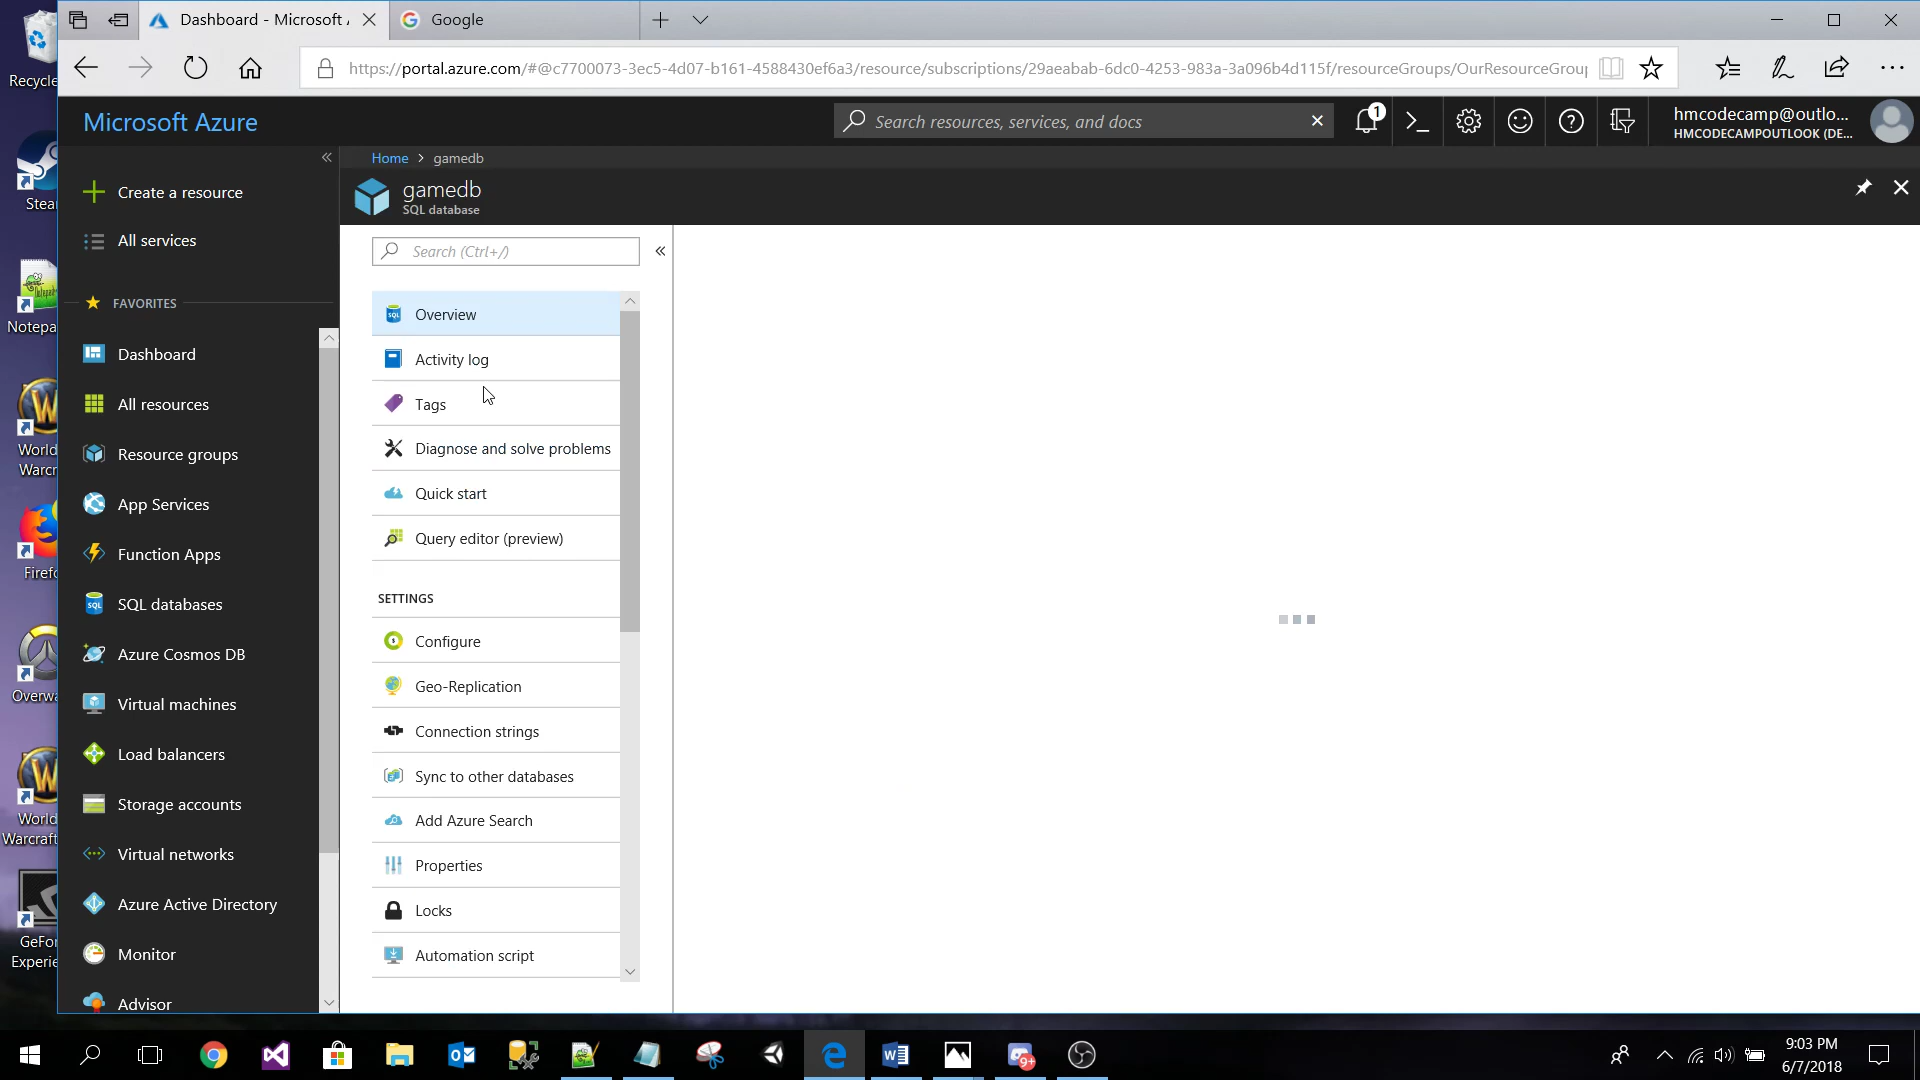 Dashboard - Microsoft
Google
https://portal.azure.com/#@c7700073-3ec5-4d07-b161-4588430ef6a3/resource/subscriptions/29aeabab-6dc0-4253-983a-3a096b4d115f/resourceGroups/OurResourceGrou
Microsoft Azure
Search resources, services, and docs
1
hmcodecamp@outlo...
HMCODECAMPOUTLOOK (DE...
Home > gamedb
gamedb
SQL database
Create a resource
All services
FAVORITES
Dashboard
All resources
Resource groups
App Services
Function Apps
SQL databases
Azure Cosmos DB
Virtual machines
Load balancers
Storage accounts
Virtual networks
Azure Active Directory
Monitor
Advisor
Search (Ctrl+/)
Overview
Activity log
Tags
Diagnose and solve problems
Quick start
Query editor (preview)
SETTINGS
Configure
Geo-Replication
Connection strings
Sync to other databases
Add Azure Search
Properties
Locks
Automation script
Recycle
Stea
Notepa
World
Warcr
Firefo
Overwa
World
Warcraft
GeFor
Experie
9+
9:03 PM
6/7/2018